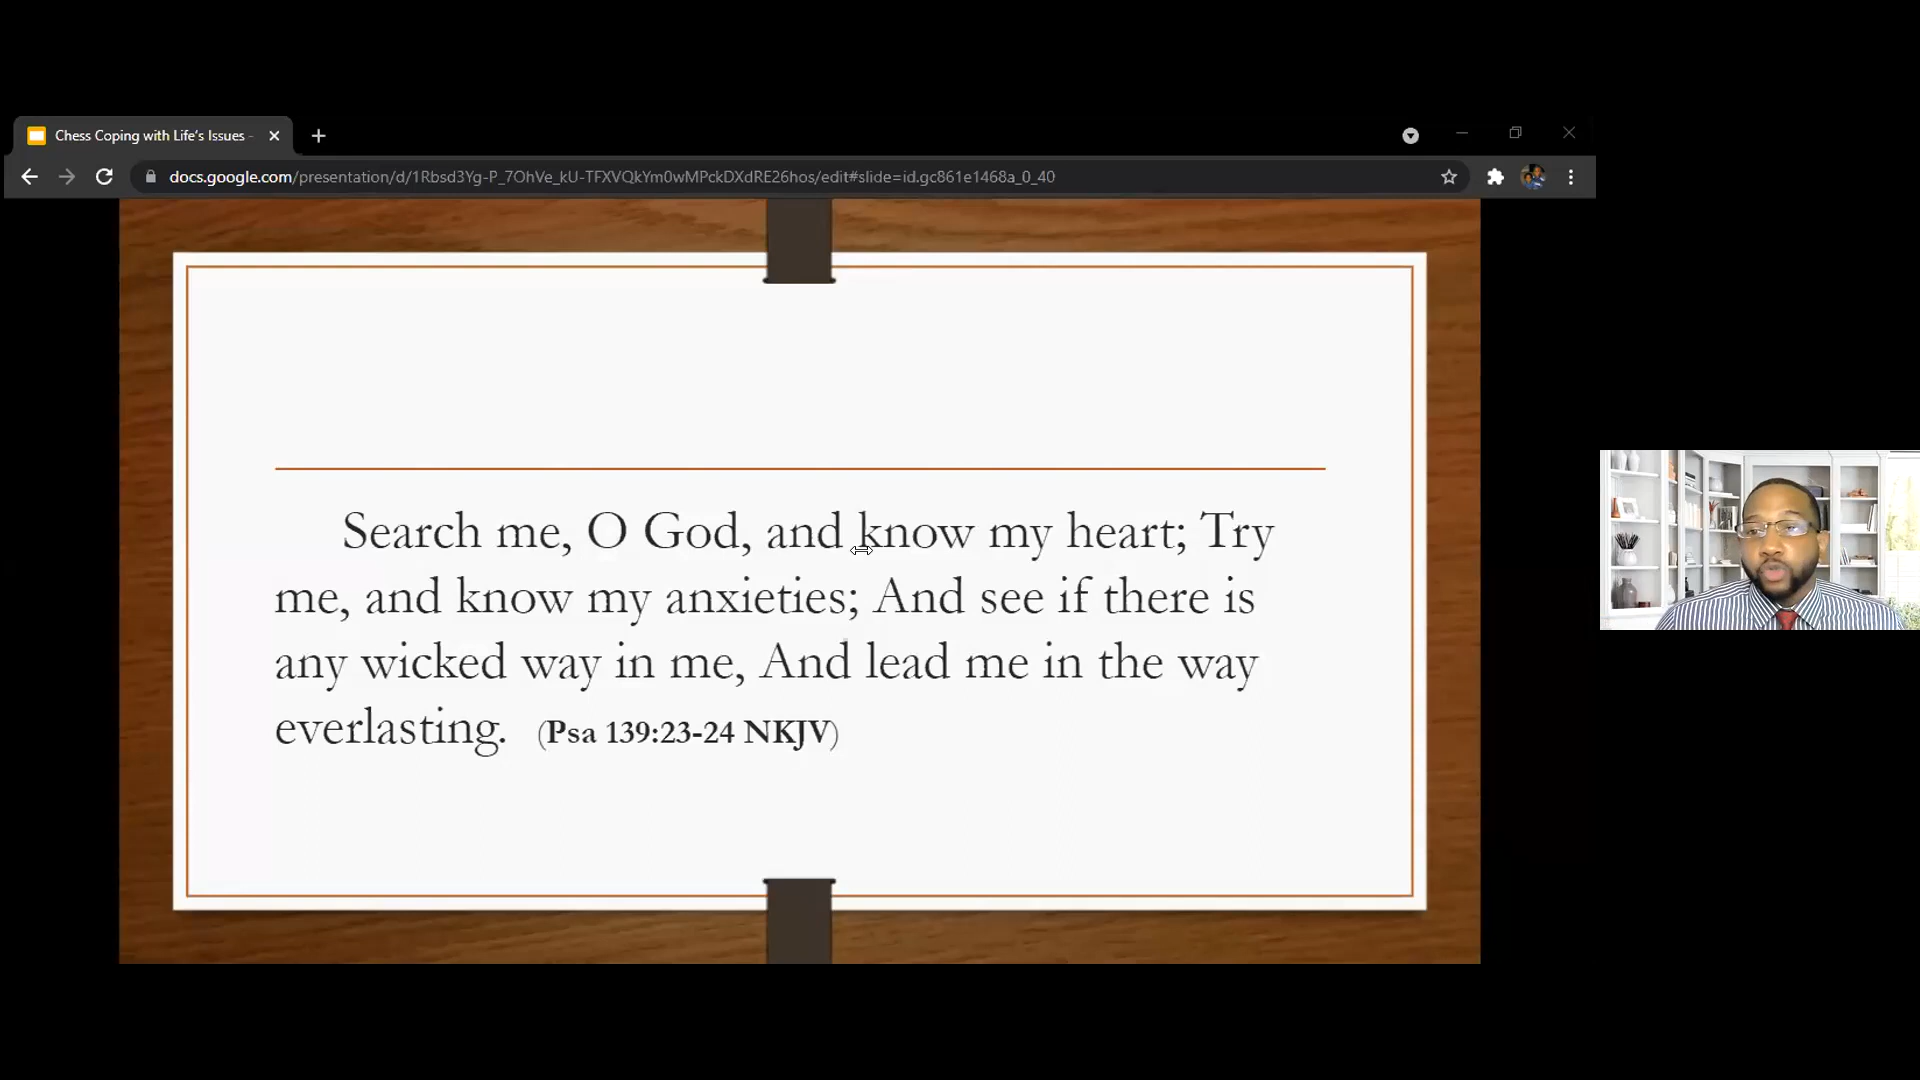 Chess Coping with Life's Issues -
docs.google.com/presentation/d/1Rbsd3Yg-P_7OhVe_kU-TFXVQkYm0wMPckDXdRE26hos/edit#slide=id.gc861e1468a_0_40
Search me, O God, and know my heart; Try
me, and know my anxieties; And see if there is
any wicked way in me, And lead me in the way
everlasting. (Psa 139:23-24 NKJV)